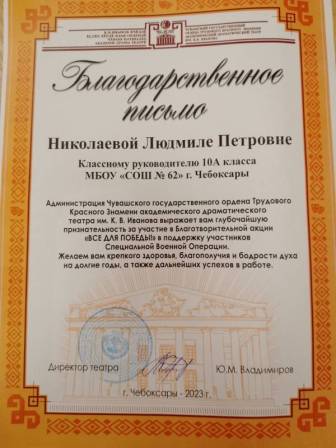 Благодарственное
письмо
Николаевой Людмиле Петровне
Классному руководителю 10А класса
МБОУ «СОШ № 62» г. Чебоксары
Администрация Чувашского государственного ордена Трудового
Красного Знамени академического драматического
театра им. К. В. Иванова выражает вам глубочайшую
признательность за участие в Благотворительной акции
«ВСЕ ДЛЯ ПОБЕДЫ!» в поддержку участников
Специальной Военной Операции.
Желаем вам крепкого здоровья, благополучия и бодрости духа
на долгие годы, а также дальнейших успехов в работе.
Директор театра Ю.М. Владимиров
г. Чебоксары - 2023 г.